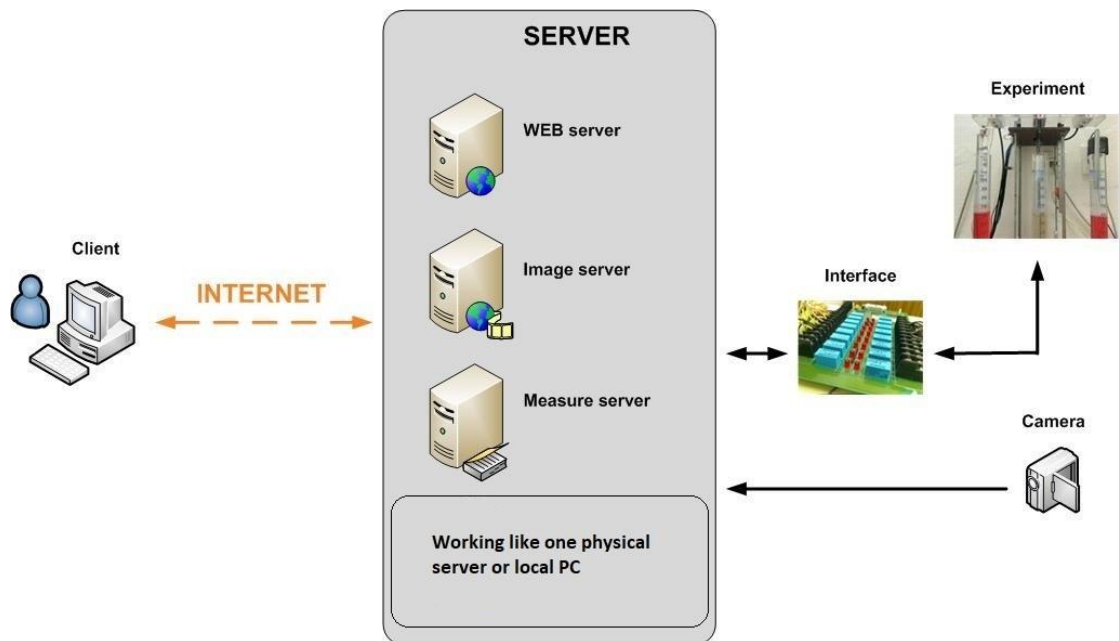 SERVER
WEB server
Experiment
Client
INTERNET
Image server
Interface
Measure server
Camera
Working like one physical
server or local PC